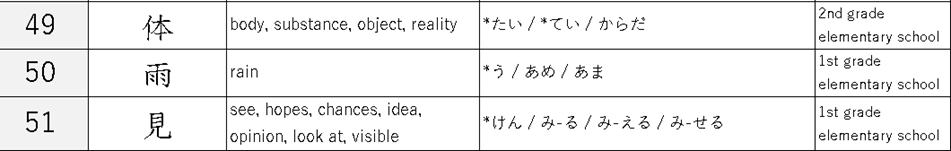 49 体 body, substance, object, reality *たい / *てい / からだ 2nd grade
elementary school
50 雨 rain *う / あめ / あま 1st grade
elementary school
51 見 see, hopes, chances, idea,
opinion, look at, visible *けん / み-る / み-える / み-せる 1st grade
elementary school